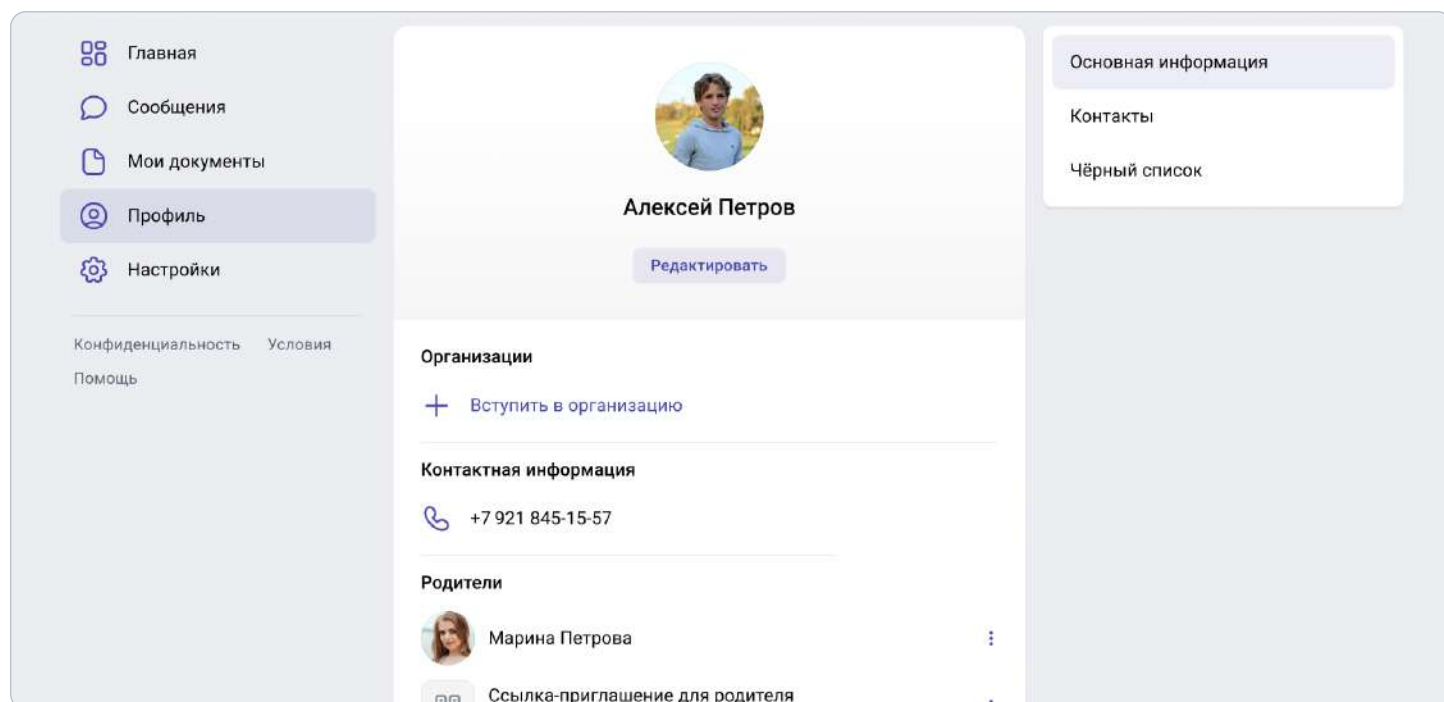 Главная
Сообщения
Мои документы
Профиль
Настройки
Конфиденциальность Условия
Помощь
Алексей Петров
Редактировать
Организации
Вступить в организацию
Контактная информация
+7 921 845-15-57
Родители
Марина Петрова
Ссылка-приглашение для родителя
Основная информация
Контакты
Чёрный список